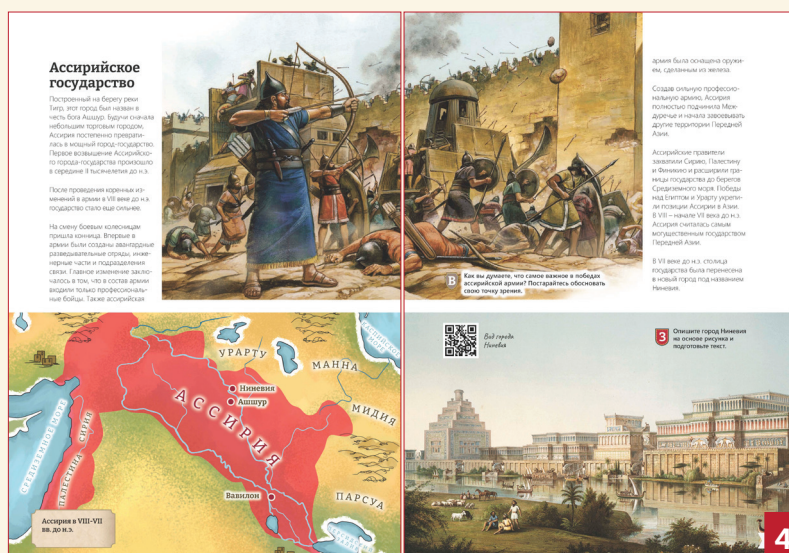 Ассирийское
государство
Построенный на берегу реки
Тигр, этот город был назван в
честь бога Ашшур. Будучи сначала
небольшим торговым городом,
Ассирия постепенно преврати-
лась в мощный город-государство.
Первое возвышение Ассирийско-
го города-государства произошло
в середине II тысячелетия до н.э.
После проведения коренных из-
менений в армии в VIII веке до н.э.
государство стало ещё сильнее.
На смену боевым колесницам
пришла конница. Впервые в
армии были созданы авангардные
разведывательные отряды, инже-
нерные части и подразделения
связи. Главное изменение заклю-
чалось в том, что в состав армии
входили только профессиональ-
ные бойцы. Также ассирийская
армия была оснащена оружи-
ем, сделанным из железа.
Создав сильную профессио-
нальную армию, Ассирия
полностью подчинила Меж-
дуречье и начала завоевывать
другие территории Передней
Азии.
Ассирийские правители
захватили Сирию, Палестину
и Финикию и расширили гра-
ницы государства до берегов
Средиземного моря. Победы
над Египтом и Урарту укрепи-
ли позиции Ассирии в Азии.
В VIII – начале VII века до н.э.
Ассирия считалась самым
могущественным государством
Передней Азии.
В VII веке до н.э. столица
государства была перенесена
в новый город под названием
Ниневия.
В
Как вы думаете, что самое важное в победах
ассирийской армии? Постарайтесь обосновать
свою точку зрения.
УРАРТУ
МАННА
МИДИЯ
ПАРСУА
Ниневия
Ашшур
АССИРИЯ
Вавилон
СРЕДИЗЕМНОЕ МОРЕ
СИРИЯ
ПАЛЕСТИНА
Ассирия в VIII-VII
вв. до н.э.
Вид города
Ниневия
3
Опишите город Ниневия
на основе рисунка и
подготовьте текст.
4